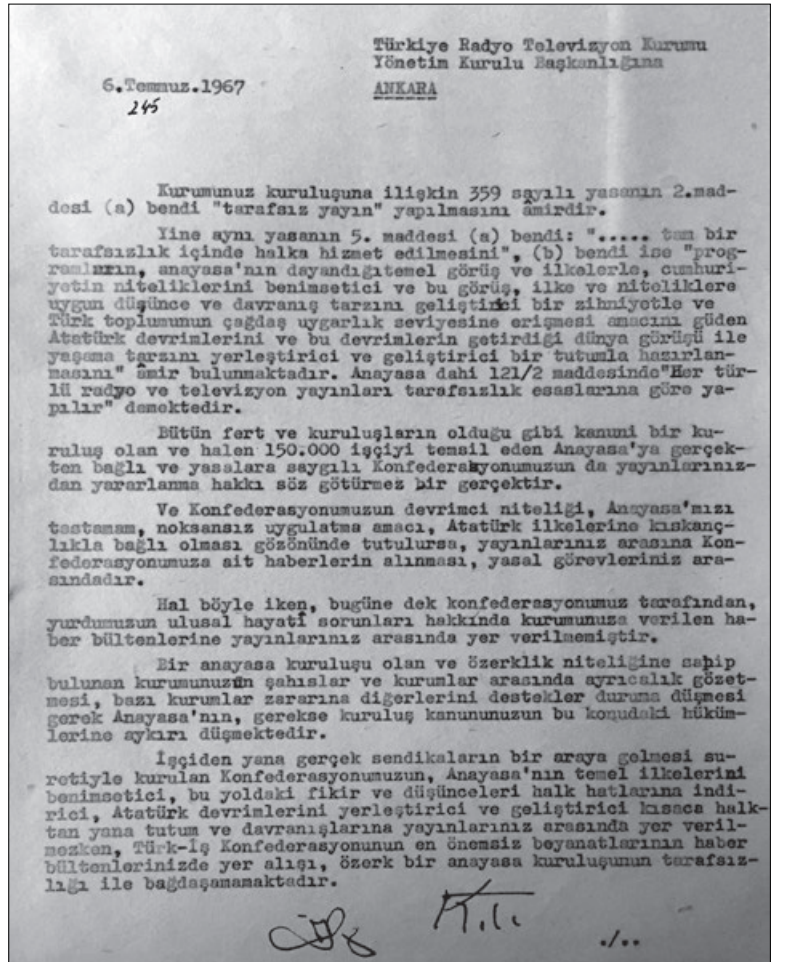 Türkiye Radyo Televizyon Kurumu
Yönetim Kurulu Başkanlığına
6.Temmuz.1967
ANKARA
245
Kurumunuz kuruluşuna ilişkin 359 sayılı yasanın 2.mad-
desi (a) bendi "tarafsız yayın" yapılmasını âmirdir.
Yine aynı yasanın 5. maddesi (a) bendi: "..... tam bir
tarafsızlık içinde halka hizmet edilmesini", (b) bendi ise "prog-
ramların, anayasa'nın dayandığıtemel görüş ve ilkelerle, cumhuri-
yetin niteliklerini benimsetici ve bu görüş, ilke ve niteliklere
uygun düşünce ve davranış tarzını geliştirici bir zihniyetle ve
Türk toplumunun çağdaş uygarlık seviyesine erişmesi amacını güden
Atatürk devrimlerini ve bu devrimlerin getirdiği dünya görüşü ile
yaşama tarzını yerleştirici ve geliştirici bir tutumla hazırlan-
masını" âmir bulunmaktadır. Anayasa dahi 121/2 maddesinde"Her tür-
lü radyo ve televizyon yayınları tarafsızlık esaslarına göre ya-
pılır" demektedir.
Bütün fert ve kuruluşların olduğu gibi kanuni bir ku-
ruluş olan ve halen 150.000 işçiyi temsil eden Anayasa'ya gerçek-
ten bağlı ve yasalara saygılı Konfederasyonumuzun da yayınlarınız-
dan yararlanma hakkı söz götürmez bir gerçektir.
Ve Konfederasyonumuzun devrimci niteliği, Anayasa'mızı
tastamam, noksansız uygulatma amacı, Atatürk ilkelerine kıskanç-
lıkla bağlı olması gözönünde tutulursa, yayınlarınız arasına Kon-
federasyonumuza ait haberlerin alınması, yasal görevleriniz ara-
sındadır.
Hal böyle iken, bugüne dek konfederasyonumuz tarafından,
yurdumuzun ulusal hayatî sorunları hakkında kurumunuza verilen ha-
ber bültenlerine yayınlarınız arasında yer verilmemiştir.
Bir anayasa kuruluşu olan ve özerklik niteliğine sahip
bulunan kurumunuzun şahıslar ve kurumlar arasında ayrıcalık gözet-
mesi, bazı kurumlar zararına diğerlerini destekler duruma düşmesi
gerek Anayasa'nın, gerekse kuruluş kanununuzun bu konudaki hüküm-
lerine aykırı düşmektedir.
İşçiden yana gerçek sendikaların bir araya gelmesi su-
retiyle kurulan Konfederasyonumuzun, Anayasa'nın temel ilkelerini
benimsetici, bu yoldaki fikir ve düşünceleri halk hatlarına indi-
rici, Atatürk devrimlerini yerleştirici ve geliştirici kısaca halk-
tan yana tutum ve davranışlarına yayınlarınız arasında yer veril-
mezken, Türk-İş Konfederasyonunun en önemsiz beyanatlarının haber
bültenlerinizde yer alışı, özerk bir anayasa kuruluşunun tarafsız-
lığı ile bağdaşamamaktadır.
./..